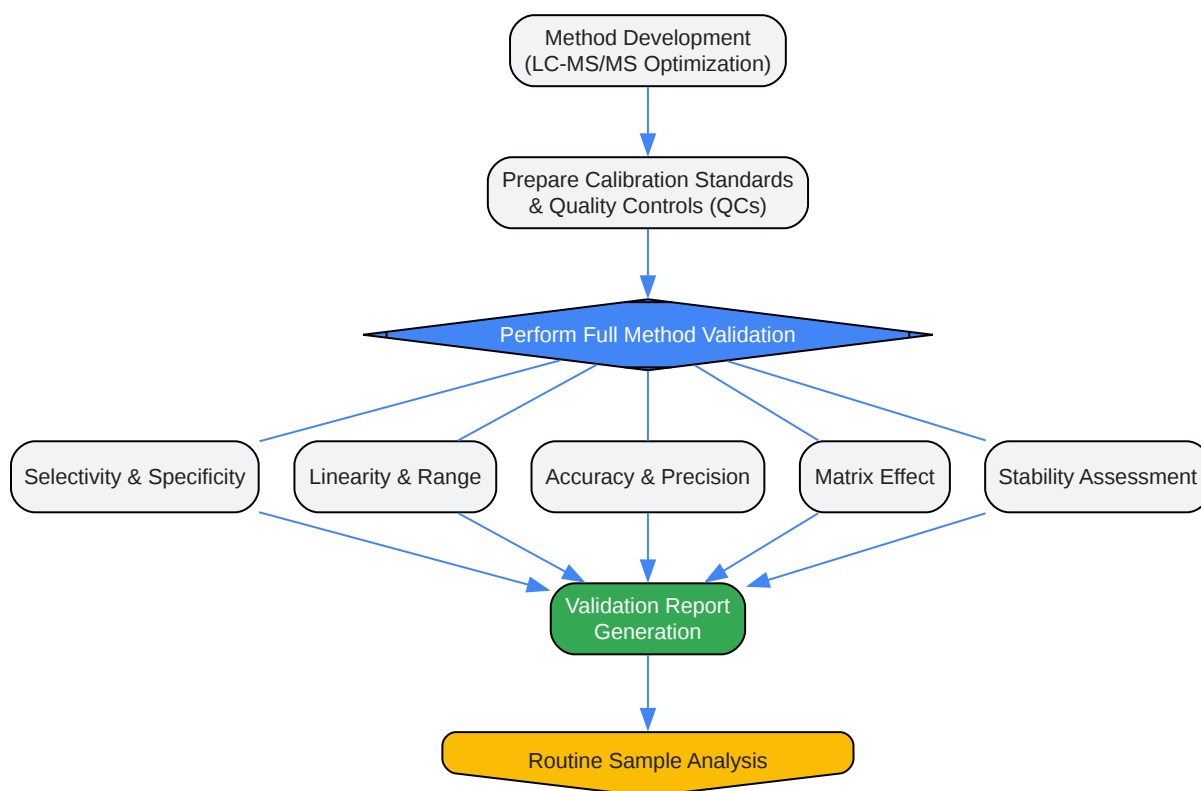 Method Development
(LC-MS/MS Optimization)
Prepare Calibration Standards
& Quality Controls (QCs)
Perform Full Method Validation
Selectivity & Specificity
Linearity & Range
Accuracy & Precision
Matrix Effect
Stability Assessment
Validation Report
Generation
Routine Sample Analysis